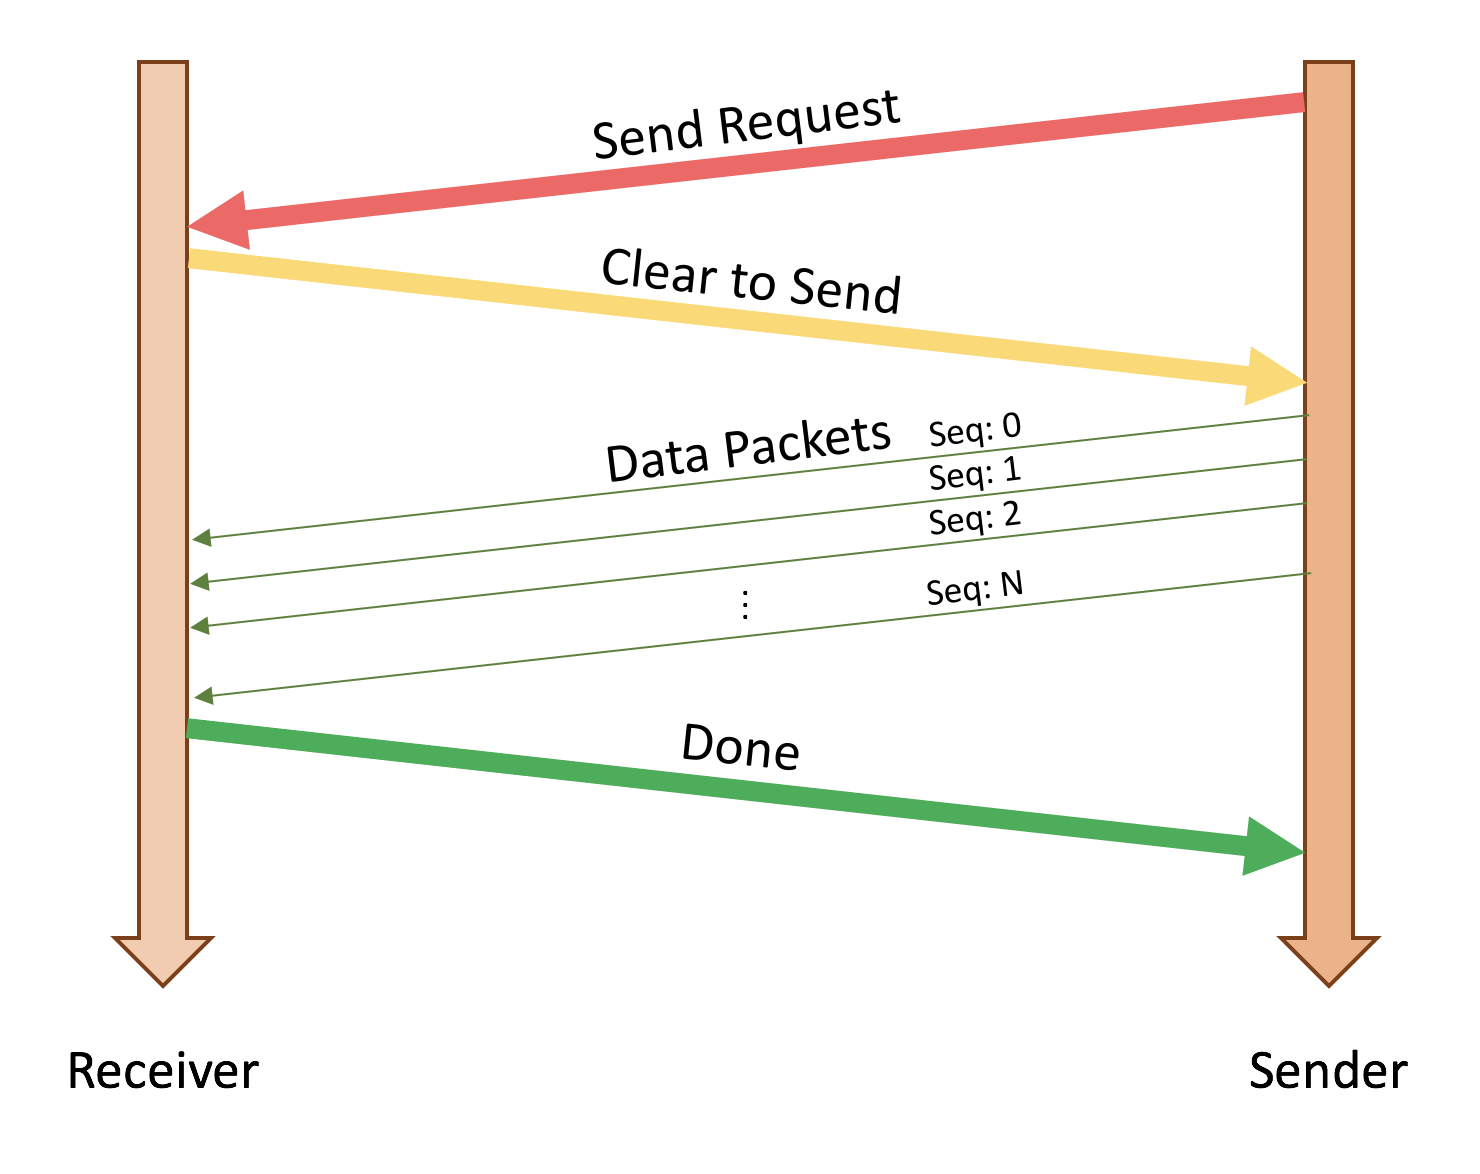 Send Request
Clear to Send
Data Packets
Seq: 0
Seq: 1
Seq: 2
⋮
Seq: N
Done
Receiver
Sender